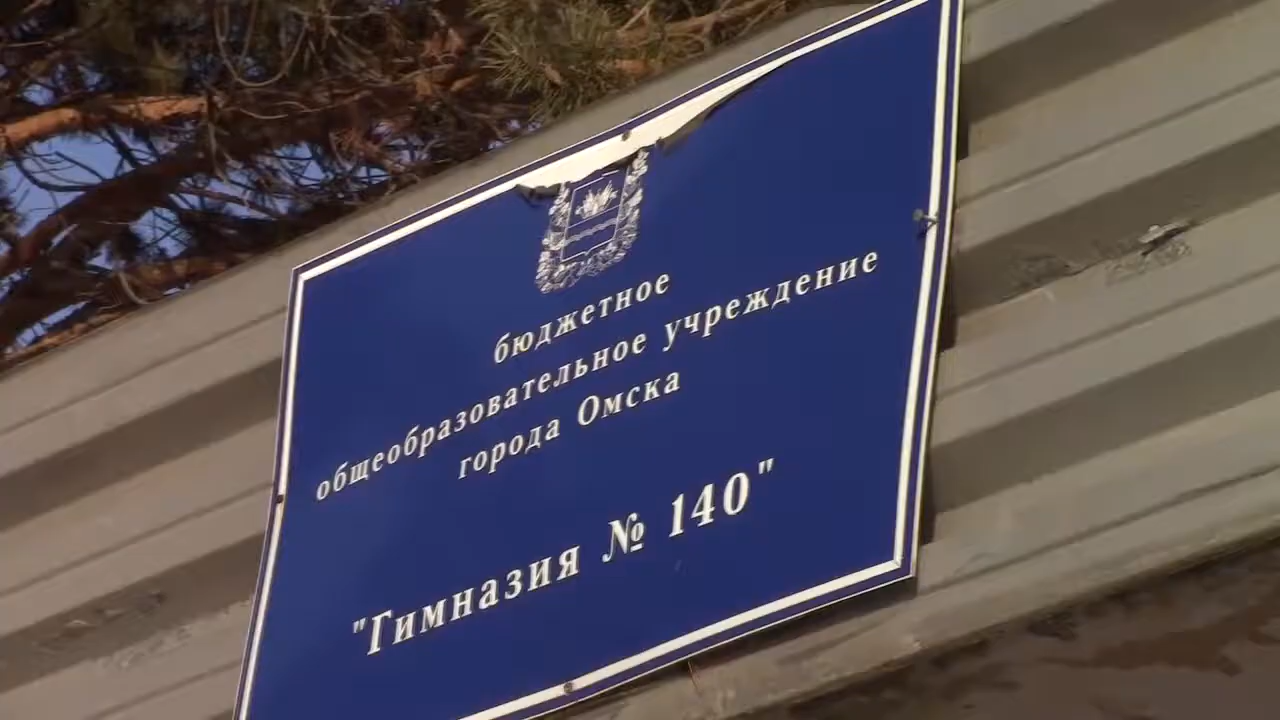 бюджетное
общеобразовательное учреждение
города Омска
"Гимназия № 140"